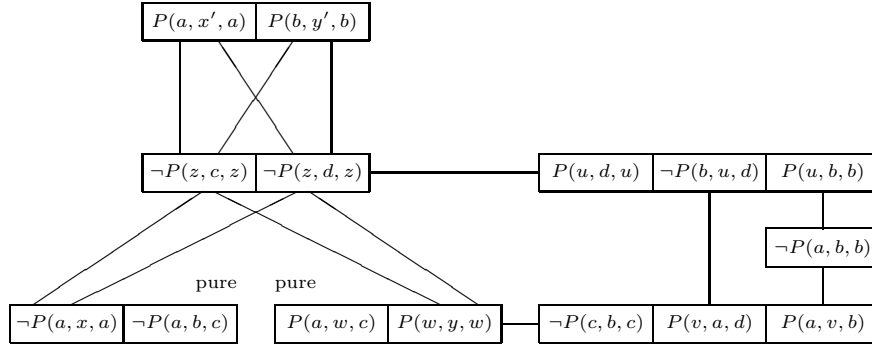 P(a, x′, a) P(b, y′, b)
¬P(z, c, z) ¬P(z, d, z) P(u, d, u) ¬P(b, u, d) P(u, b, b)
¬P(a, b, b)
pure pure
¬P(a, x, a) ¬P(a, b, c) P(a, w, c) P(w, y, w) ¬P(c, b, c) P(v, a, d) P(a, v, b)